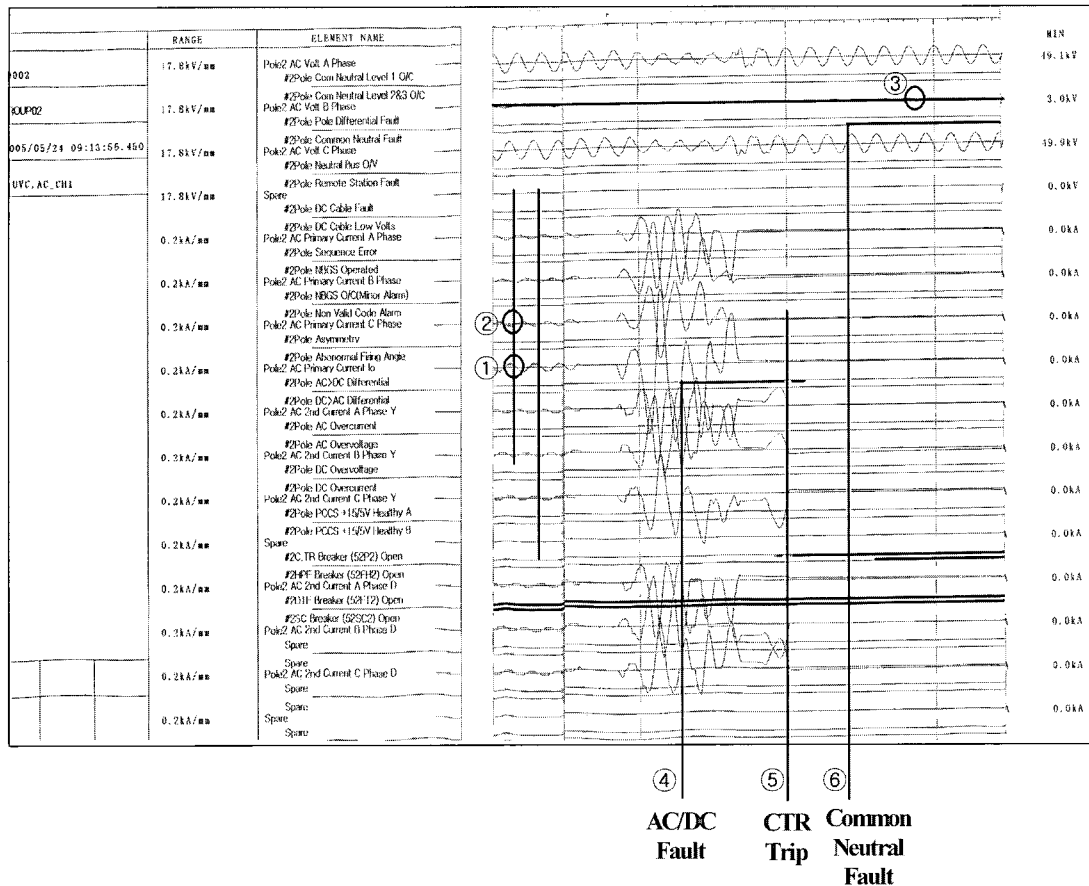 RANGE
ELEMENT NAME
MIN
17.8kV/mm
Pole2 AC Volt A Phase
49.1kV
#2Pole Com Neutral Level 1 O/C
#2Pole Com Neutral Level 2&3 O/C
17.8kV/mm
Pole2 AC Volt B Phase
③
3.0kV
#2Pole Pole Differential Fault
#2Pole Common Neutral Fault
005/05/24 09:13:56.450
17.8kV/mm
Pole2 AC Volt C Phase
49.9kV
#2Pole Neutral Bus O/V
UVC.AC_CH1
#2Pole Remote Station Fault
17.8kV/mm
Spare
0.0kV
#2Pole DC Cable Fault
#2Pole DC Cable Low Volts
0.2kA/mm
Pole2 AC Primary Current A Phase
0.0kA
#2Pole Sequence Error
#2Pole NBGS Operated
0.2kA/mm
Pole2 AC Primary Current B Phase
0.0kA
#2Pole NBGS O/C(Minor Alarm)
#2Pole Non Valid Code Alarm
0.2kA/mm
Pole2 AC Primary Current C Phase
②
0.0kA
#2Pole Asymmetry
#2Pole Abenormal Firing Angle
0.2kA/mm
Pole2 AC Primary Current Io
①
0.0kA
#2Pole AC>DC Differential
#2Pole DC>AC Differential
0.2kA/mm
Pole2 AC 2nd Current A Phase Y
0.0kA
#2Pole AC Overcurrent
#2Pole AC Overvoltage
0.2kA/mm
Pole2 AC 2nd Current B Phase Y
0.0kA
#2Pole DC Overvoltage
#2Pole DC Overcurrent
0.2kA/mm
Pole2 AC 2nd Current C Phase Y
0.0kA
#2Pole PCCS +15/5V Healthy A
#2Pole PCCS +15/5V Healthy B
0.2kA/mm
Spare
0.0kA
#2C.TR Breaker (52P2) Open
#2HPF Breaker (52FH2) Open
0.2kA/mm
Pole2 AC 2nd Current A Phase D
0.0kA
#2DTF Breaker (52FT2) Open
#2SC Breaker (52SC2) Open
0.2kA/mm
Pole2 AC 2nd Current B Phase D
0.0kA
Spare
Spare
0.2kA/mm
Pole2 AC 2nd Current C Phase D
0.0kA
Spare
Spare
0.2kA/mm
Spare
0.0kA
Spare
④
⑤
⑥
AC/DC
Fault
CTR
Trip
Common
Neutral
Fault